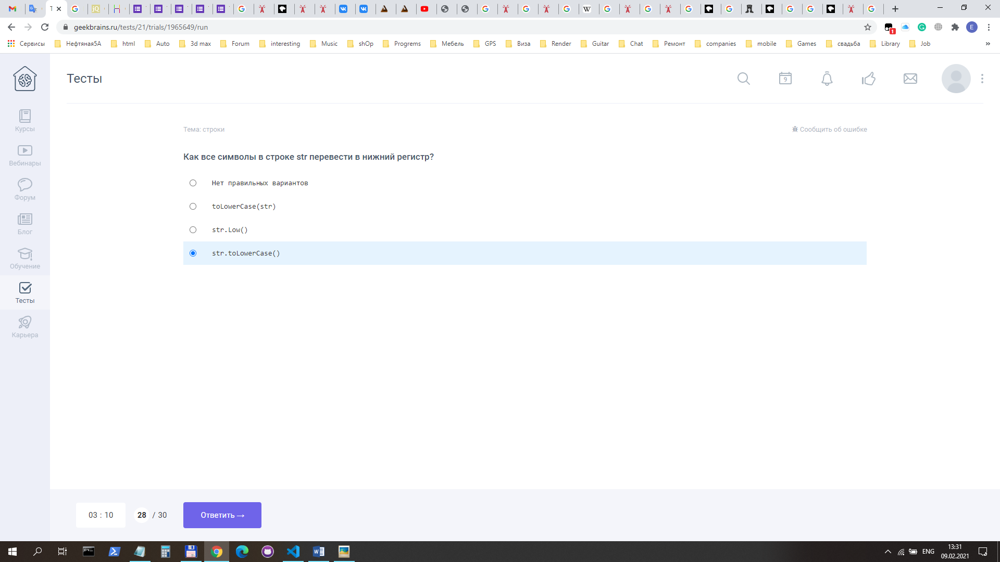 T
geekbrains.ru/tests/21/trials/1965649/run
1
E
Сервисы
Нефтяная5А
html
Auto
3d max
Forum
interesting
Music
shOp
Progrems
Мебель
GPS
Виза
Render
Guitar
Chat
Ремонт
companies
mobile
Games
свадьба
Library
Job
»
Тесты
9
Курсы
Вебинары
Форум
Блог
Обучение
Тесты
Карьера
Тема: строки
Сообщить об ошибке
Как все символы в строке str перевести в нижний регистр?
Нет правильных вариантов
toLowerCase(str)
str.Low()
str.toLowerCase()
03 : 10
28 / 30
Ответить →
ENG
13:31
09.02.2021